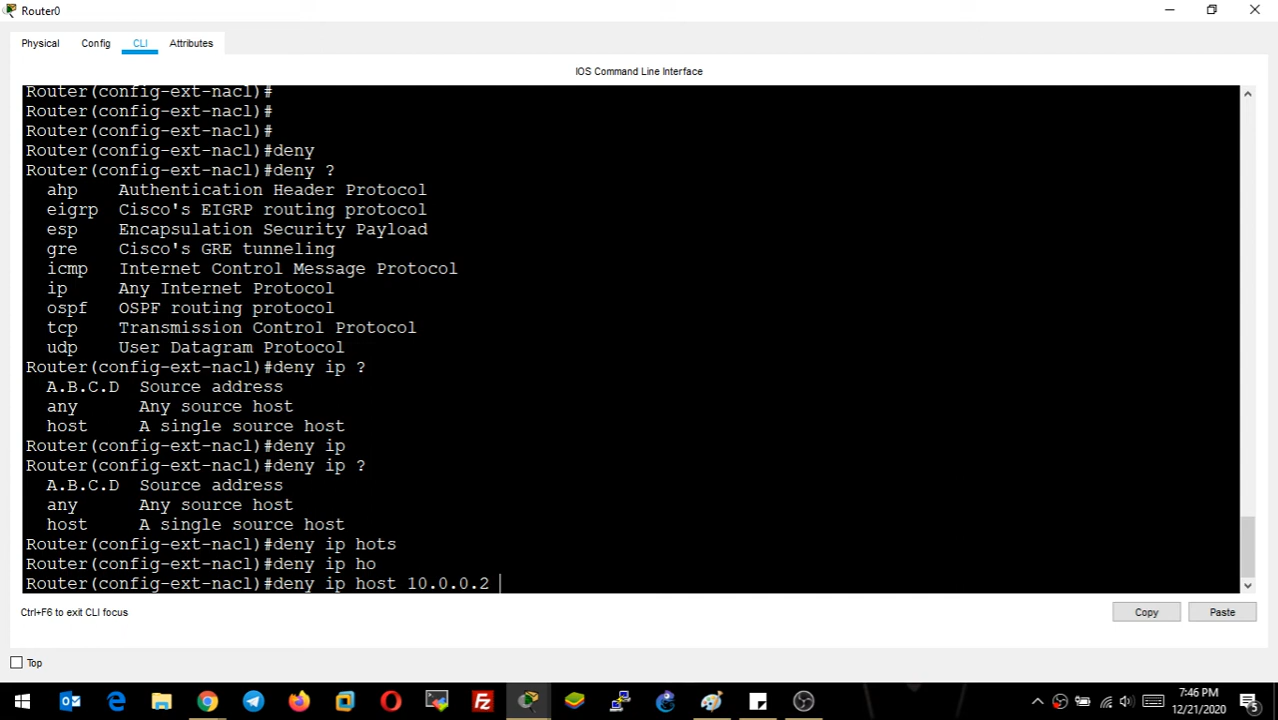 Router0
Physical Config CLI Attributes
IOS Command Line Interface
Router(config-ext-nacl)#
Router(config-ext-nacl)#
Router(config-ext-nacl)#
Router(config-ext-nacl)#deny
Router(config-ext-nacl)#deny ?
ahp Authentication Header Protocol
eigrp Cisco's EIGRP routing protocol
esp Encapsulation Security Payload
gre Cisco's GRE tunneling
icmp Internet Control Message Protocol
ip Any Internet Protocol
ospf OSPF routing protocol
tcp Transmission Control Protocol
udp User Datagram Protocol
Router(config-ext-nacl)#deny ip ?
A.B.C.D Source address
any Any source host
host A single source host
Router(config-ext-nacl)#deny ip
Router(config-ext-nacl)#deny ip ?
A.B.C.D Source address
any Any source host
host A single source host
Router(config-ext-nacl)#deny ip hots
Router(config-ext-nacl)#deny ip ho
Router(config-ext-nacl)#deny ip host 10.0.0.2
Ctrl+F6 to exit CLI focus
Copy Paste
Top
7:46 PM
12/21/2020
5